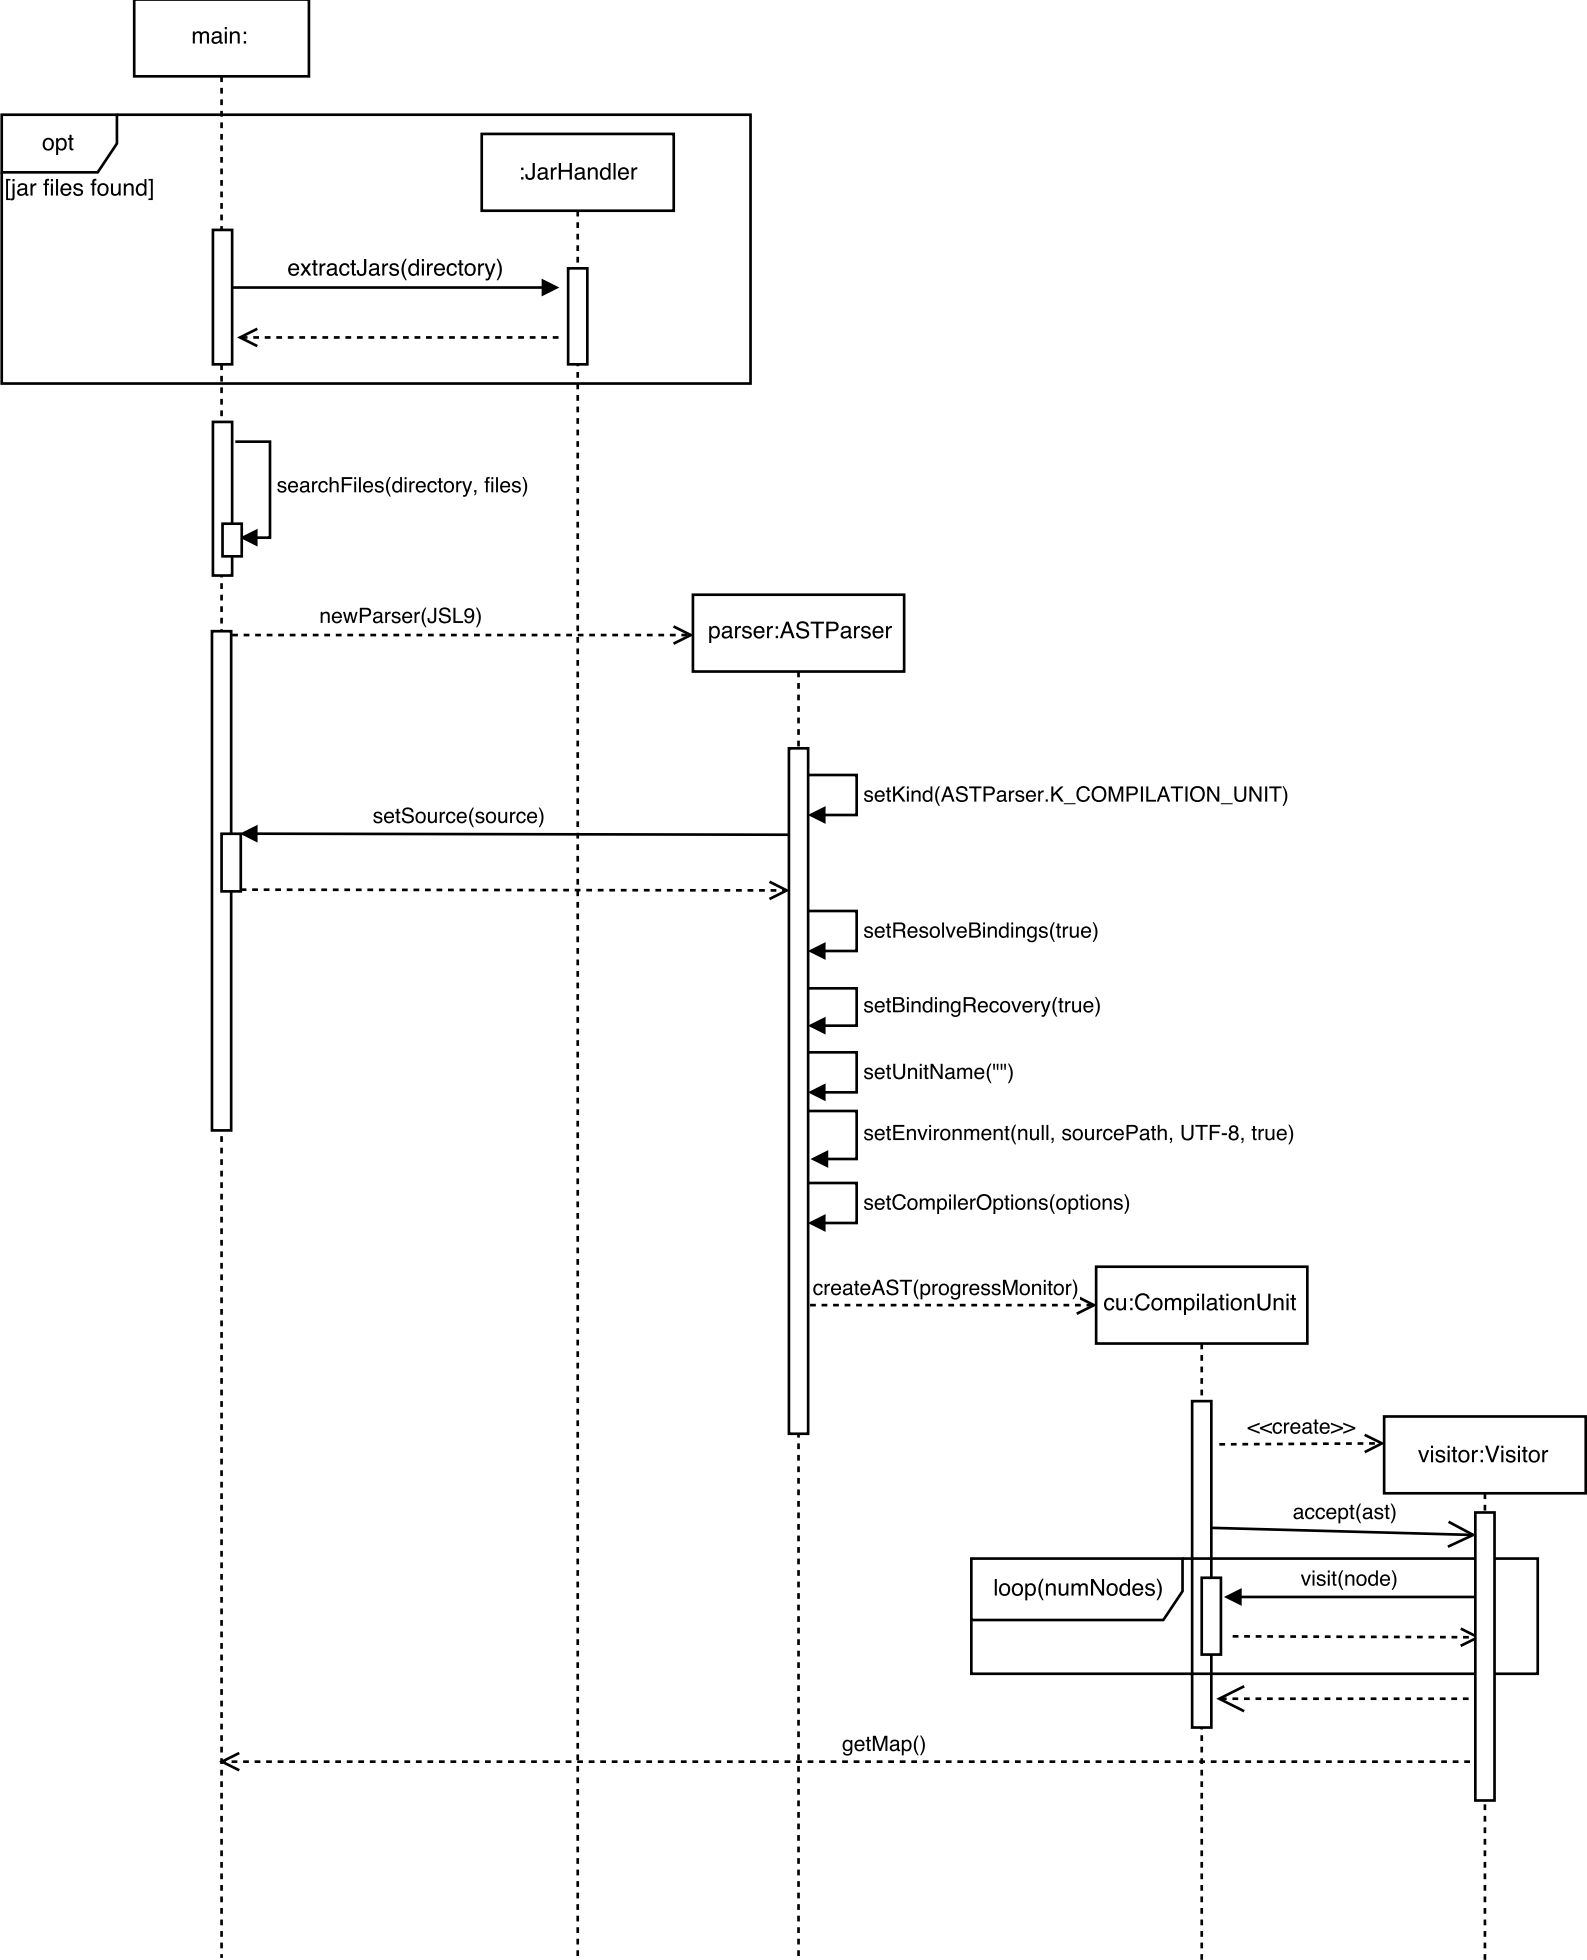 main:
opt
:JarHandler
[jar files found]
extractJars(directory)
searchFiles(directory, files)
newParser(JSL9)
parser:ASTParser
setKind(ASTParser.K_COMPILATION_UNIT)
setSource(source)
setResolveBindings(true)
setBindingRecovery(true)
setUnitName("")
setEnvironment(null, sourcePath, UTF-8, true)
setCompilerOptions(options)
createAST(progressMonitor)
cu:CompilationUnit
<<create>>
visitor:Visitor
accept(ast)
loop(numNodes)
visit(node)
getMap()